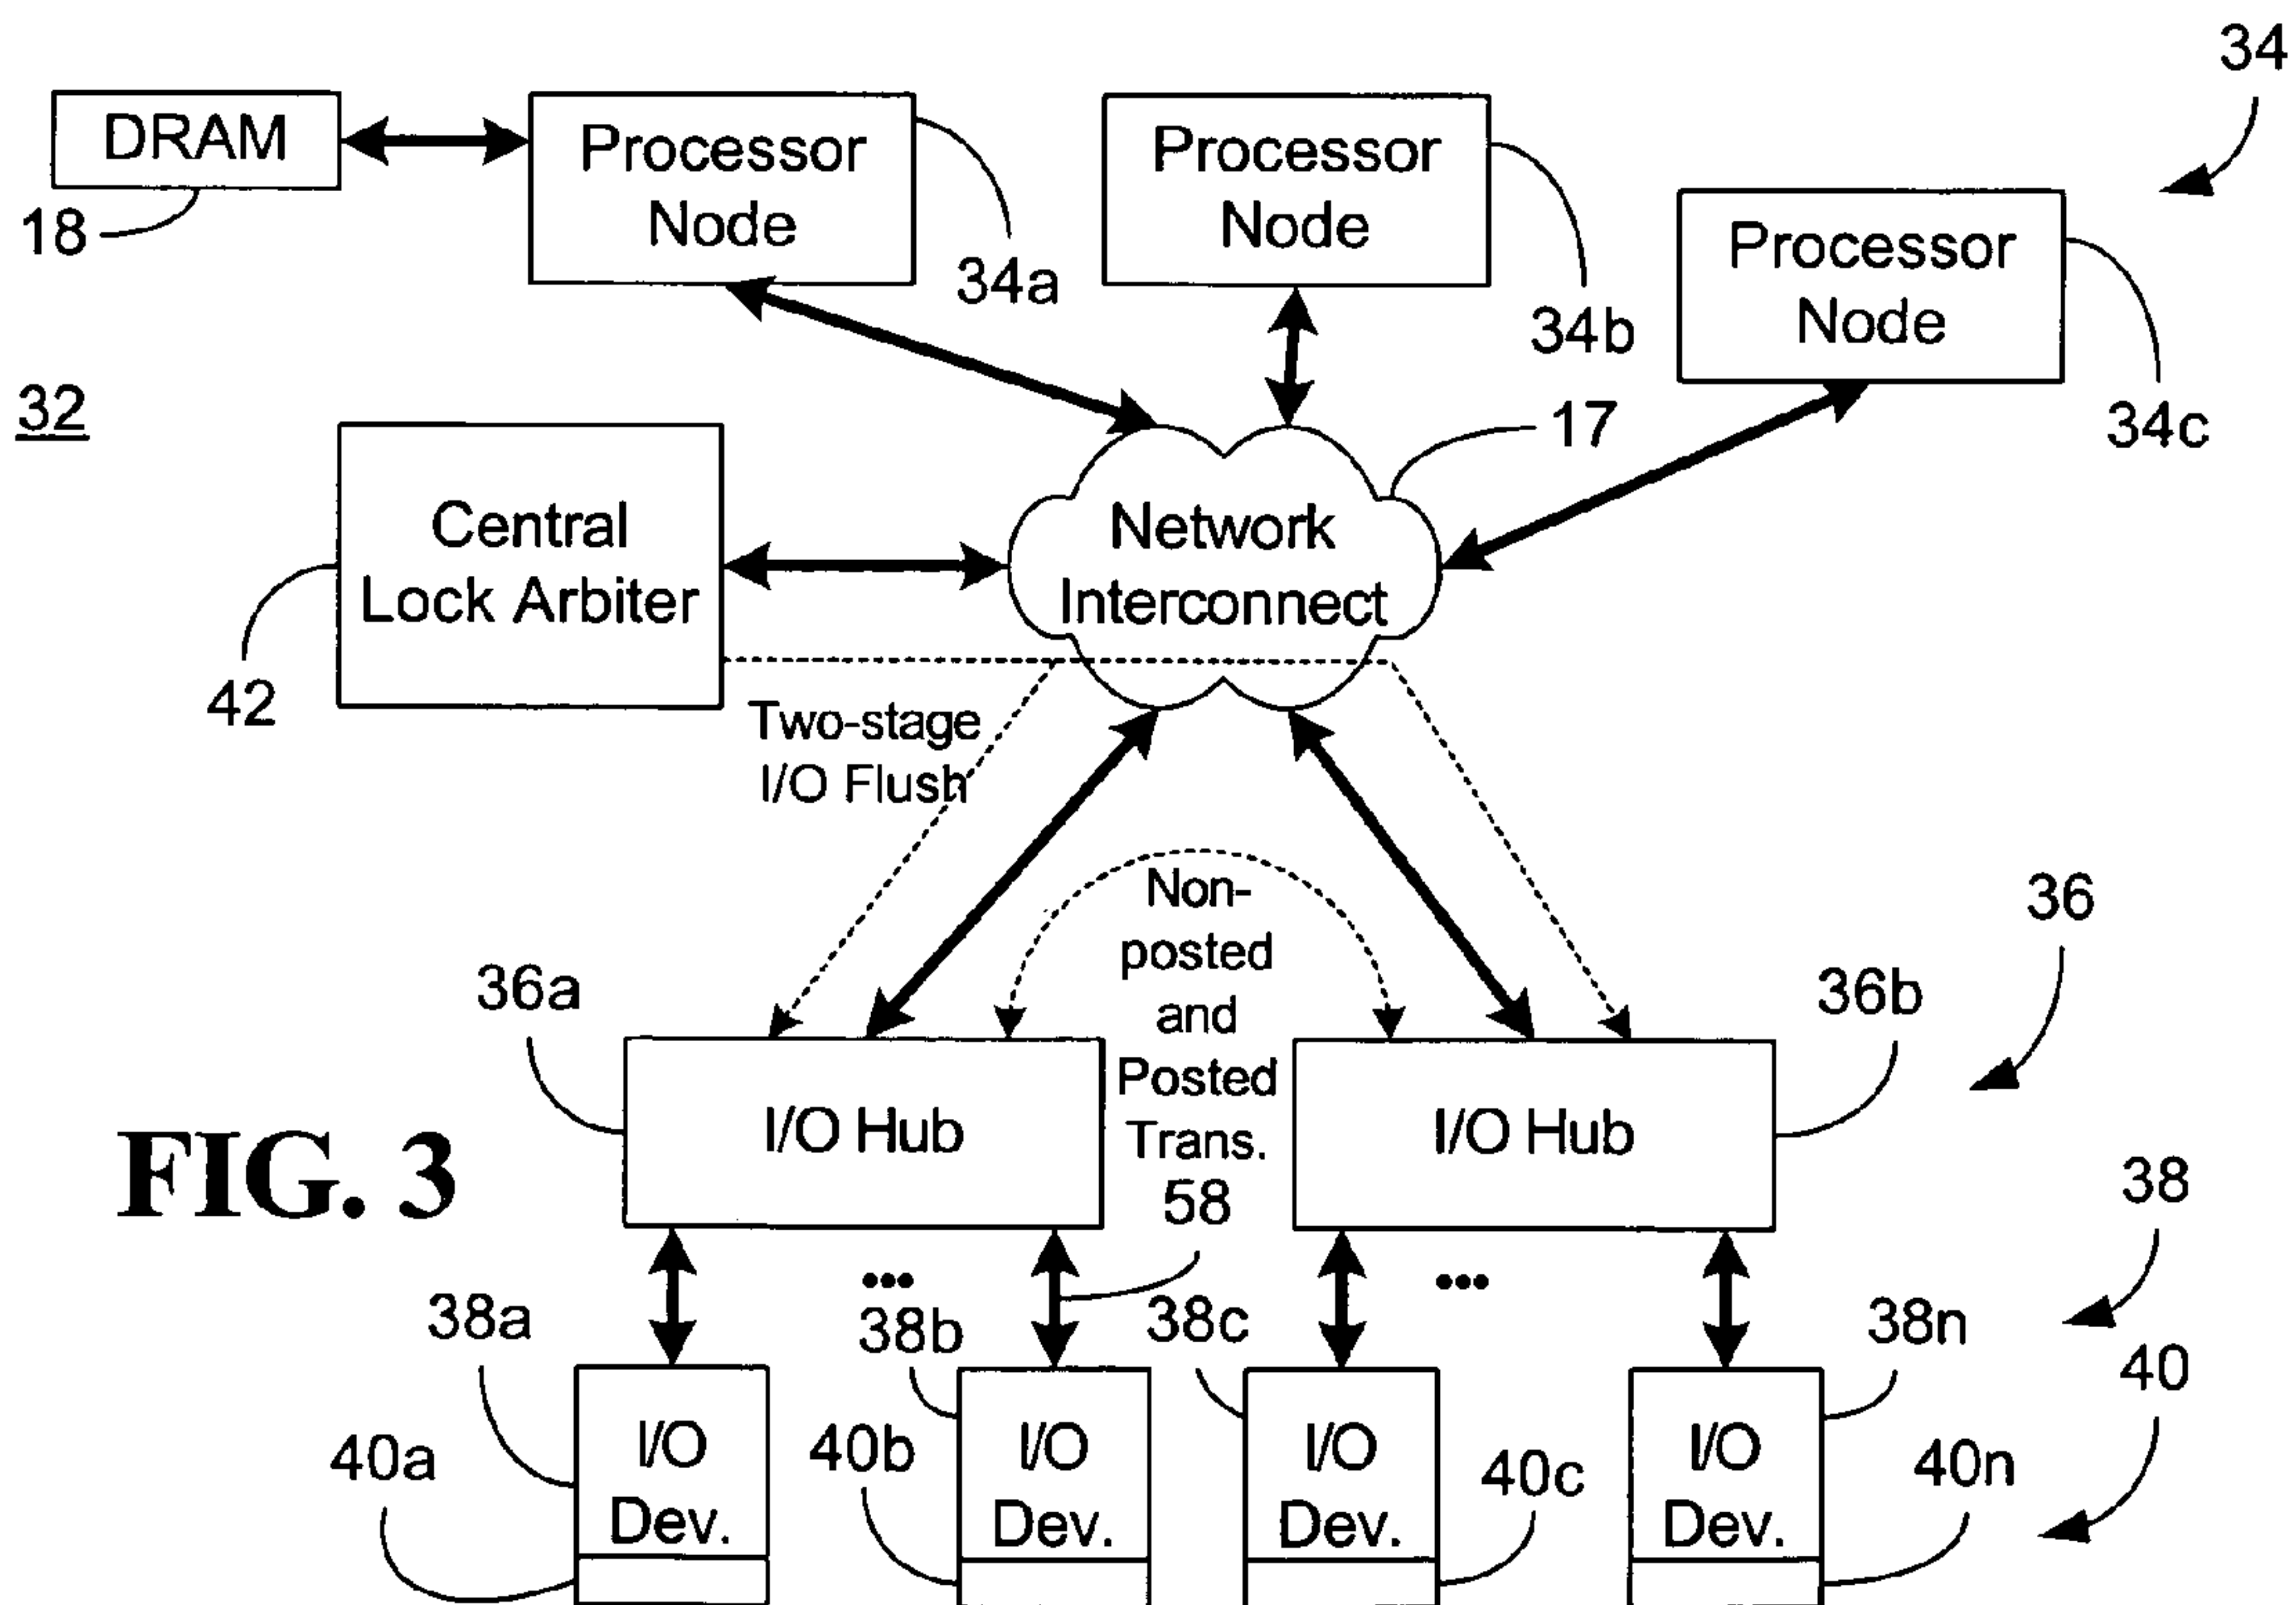 34
DRAM
Processor
Node
Processor
Node
Processor
Node
18
34a
34b
34c
32
17
Central
Lock Arbiter
Network
Interconnect
42
Two-stage
I/O Flush
Non-
posted
and
Posted
Trans.
58
36
36a
36b
I/O Hub
I/O Hub
FIG. 3
38
38a
38b
38c
38n
40
I/O
Dev.
I/O
Dev.
I/O
Dev.
I/O
Dev.
40a
40b
40c
40n